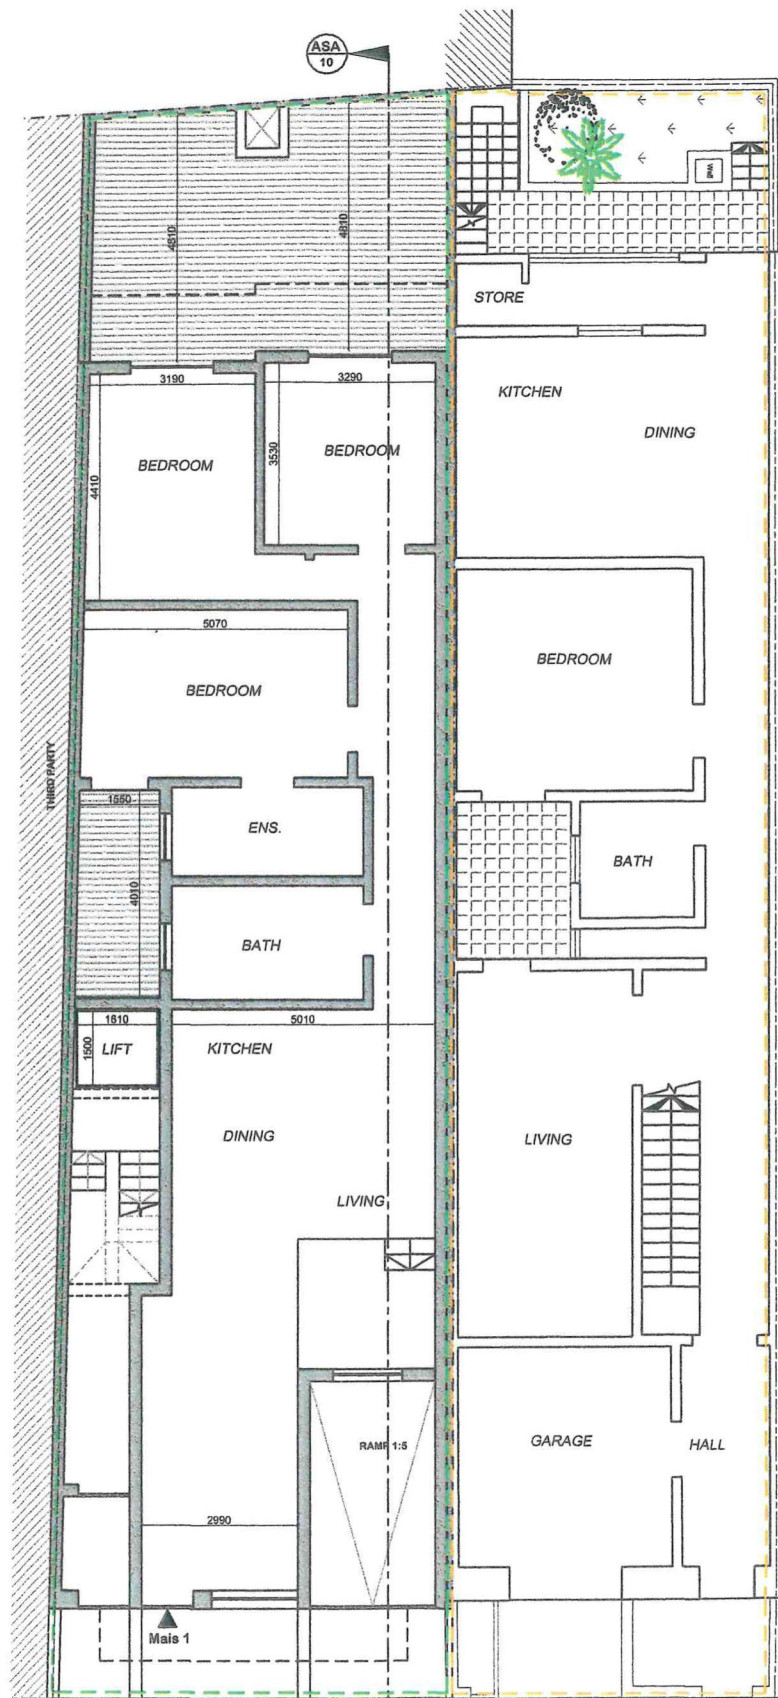 ASA
10
4810
4810
Well
STORE
3190
3290
KITCHEN
DINING
BEDROOM
BEDROOM
3530
4410
5070
BEDROOM
BEDROOM
THIRD PARTY
1550
ENS.
4010
BATH
BATH
1610
5010
1500
LIFT
KITCHEN
DINING
LIVING
LIVING
RAMP 1:5
GARAGE
HALL
2990
Mais 1